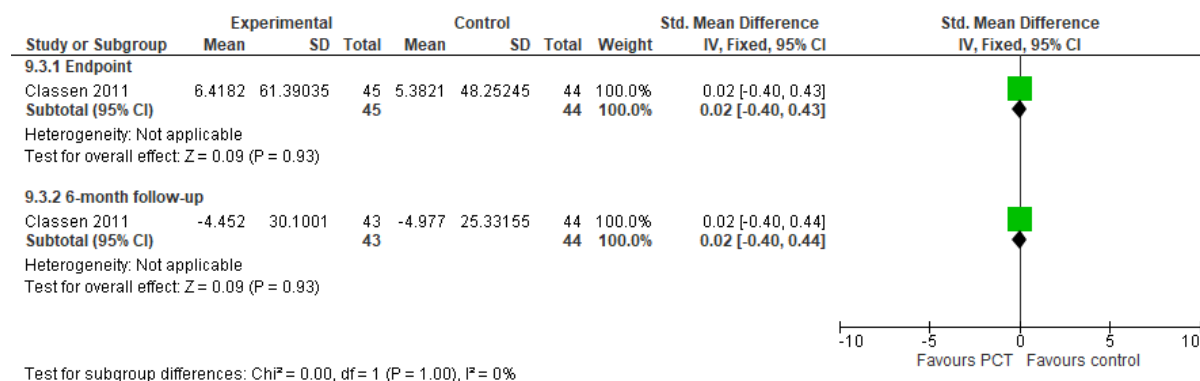 Experimental Control Std. Mean Difference Std. Mean Difference
Study or Subgroup Mean SD Total Mean SD Total Weight IV, Fixed, 95% CI IV, Fixed, 95% CI
9.3.1 Endpoint
Classen 2011 6.4182 61.39035 45 5.3821 48.25245 44 100.0% 0.02 [-0.40, 0.43]
Subtotal (95% CI) 45 44 100.0% 0.02 [-0.40, 0.43]
Heterogeneity: Not applicable
Test for overall effect: Z = 0.09 (P = 0.93)
9.3.2 6-month follow-up
Classen 2011 -4.452 30.1001 43 -4.977 25.33155 44 100.0% 0.02 [-0.40, 0.44]
Subtotal (95% CI) 43 44 100.0% 0.02 [-0.40, 0.44]
Heterogeneity: Not applicable
Test for overall effect: Z = 0.09 (P = 0.93)
-10 -5 0 5 10
Favours PCT Favours control
Test for subgroup differences: Chi² = 0.00, df = 1 (P = 1.00), I² = 0%